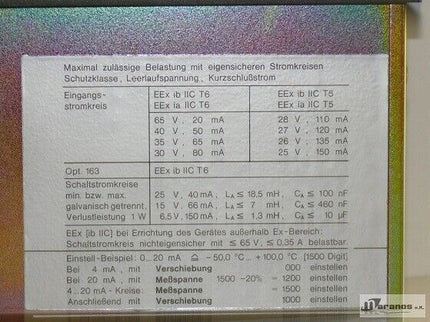 Maximal zulässige Belastung mit eigensicheren Stromkreisen
Schutzklasse, Leerlaufspannung, Kurzschlußstrom
Eingangs- EEx ib IIC T6 EEx ib IIC T5
stromkreis EEx ia IIC T6 EEx ia IIC T5
65 V, 20 mA 28 V, 110 mA
40 V, 50 mA 27 V, 120 mA
35 V, 65 mA 26 V, 135 mA
30 V, 80 mA 25 V, 150 mA
Opt. 163 EEx ib IIC T6
Schaltstromkreise 25 V, 40 mA, LA ≤ 18.5 mH, CA ≤ 100 nF
min. bzw. max.
galvanisch getrennt, 15 V, 66 mA, LA ≤ 7 mH, CA ≤ 460 nF
Verlustleistung 1 W 6.5 V, 150 mA, LA ≤ 1.3 mH, CA ≤ 10 µF
EEx [ib IIC] bei Errichtung des Gerätes außerhalb Ex-Bereich:
Schaltstromkreis nichteigensicher mit ≤ 65 V, ≤ 0,35 A belastbar.
Einstell-Beispiel: 0...20 mA ≙ −50.0 °C ... +100.0 °C [1500 Digit]
Bei 4 mA, mit Verschiebung 000 einstellen
Bei 20 mA, mit Meßspanne 1500 −20% = 1200 einstellen
4...20 mA-Kreise: Meßspanne = 1500 einstellen
Anschließend mit Verschiebung 1000 einstellen
Maranos e.K.